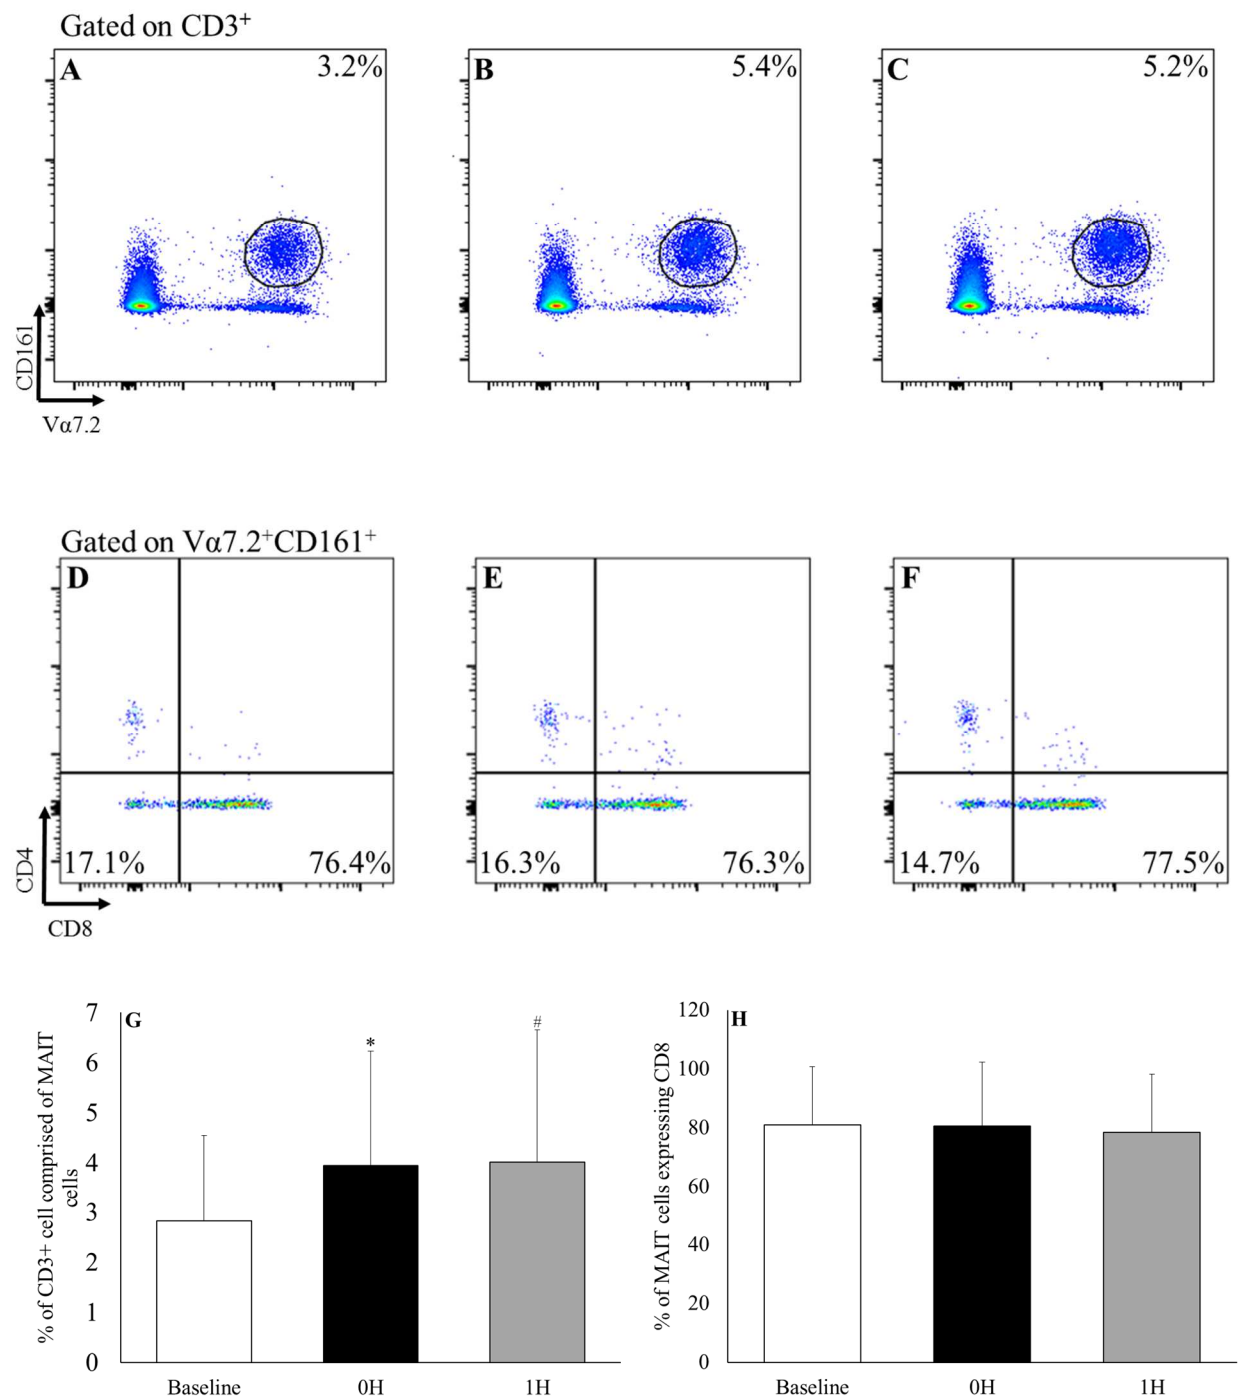 Gated on CD3+
A 3.2%
B 5.4%
C 5.2%
CD161
Vα7.2
Gated on Vα7.2+CD161+
D
E
F
17.1% 76.4%
16.3% 76.3%
14.7% 77.5%
CD4
CD8
G
% of CD3+ cell comprised of MAIT
cells
7
6
5
4
3
2
1
0
*
#
Baseline 0H 1H
H
% of MAIT cells expressing CD8
120
100
80
60
40
20
0
Baseline 0H 1H